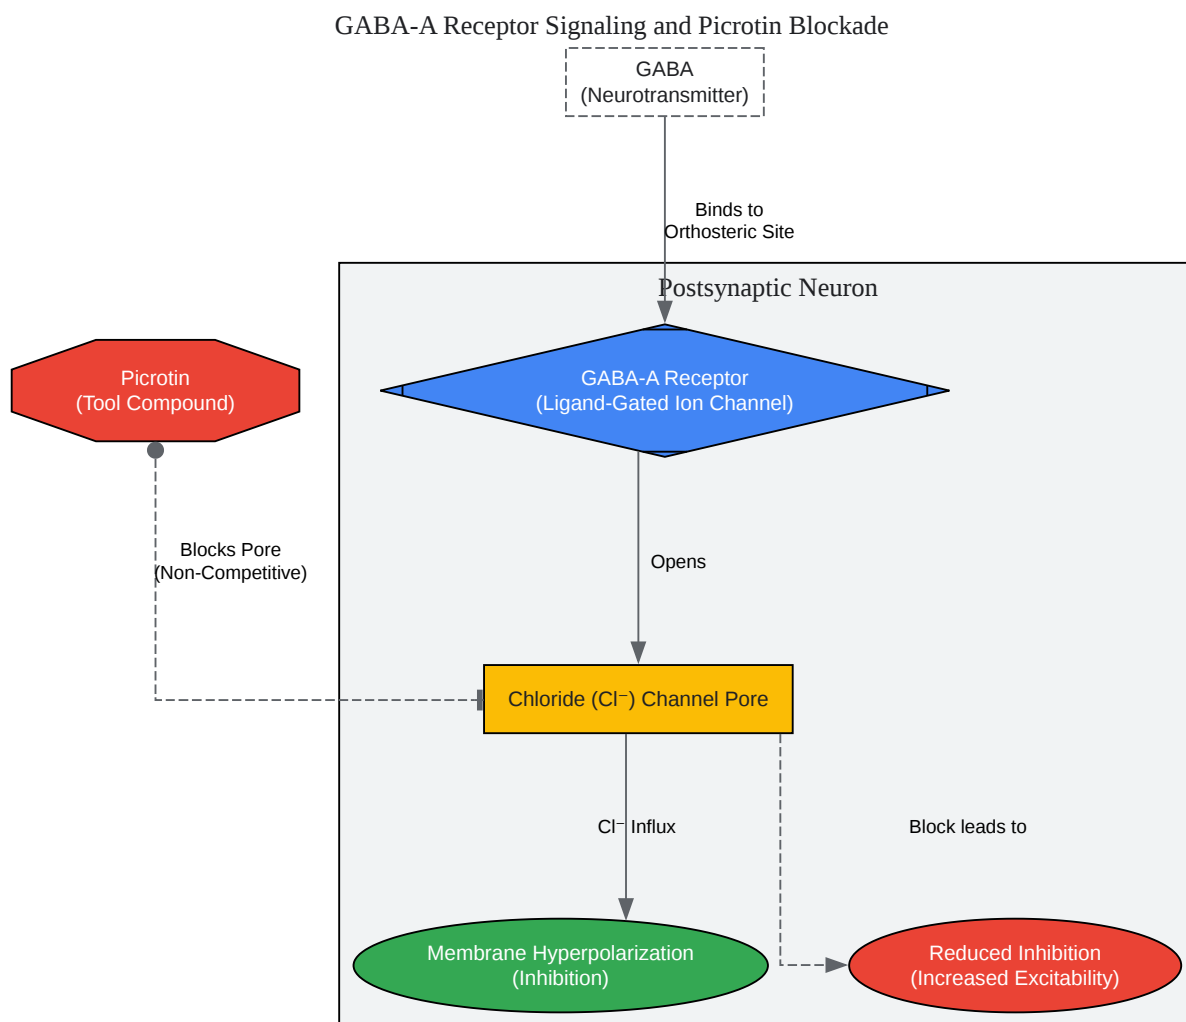 GABA-A Receptor Signaling and Picrotin Blockade
GABA
(Neurotransmitter)
Binds to
Orthosteric Site
Postsynaptic Neuron
Picrotin
(Tool Compound)
GABA-A Receptor
(Ligand-Gated Ion Channel)
Blocks Pore
(Non-Competitive)
Opens
Chloride (Cl⁻) Channel Pore
Cl⁻ Influx
Block leads to
Membrane Hyperpolarization
(Inhibition)
Reduced Inhibition
(Increased Excitability)